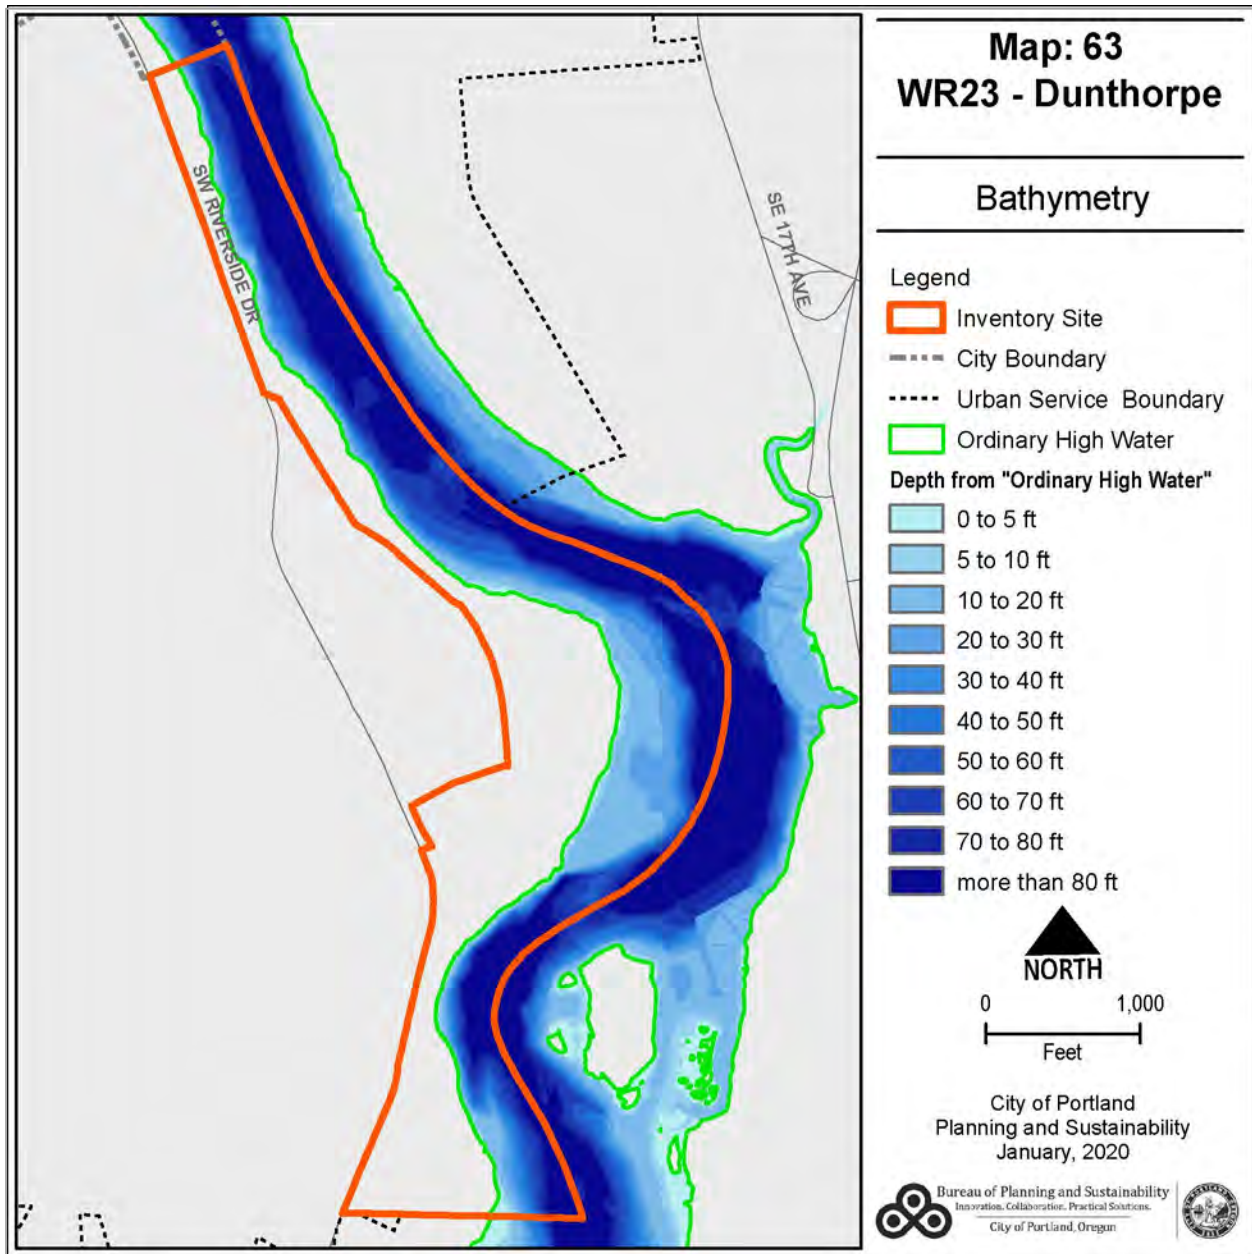 SW RIVERSIDE DR
SE 17TH AVE
Map: 63
WR23 - Dunthorpe
Bathymetry
Legend
Inventory Site
City Boundary
Urban Service Boundary
Ordinary High Water
Depth from "Ordinary High Water"
0 to 5 ft
5 to 10 ft
10 to 20 ft
20 to 30 ft
30 to 40 ft
40 to 50 ft
50 to 60 ft
60 to 70 ft
70 to 80 ft
more than 80 ft
NORTH
0 1,000
Feet
City of Portland
Planning and Sustainability
January, 2020
Bureau of Planning and Sustainability
Innovation. Collaboration. Practical Solutions.
City of Portland, Oregon